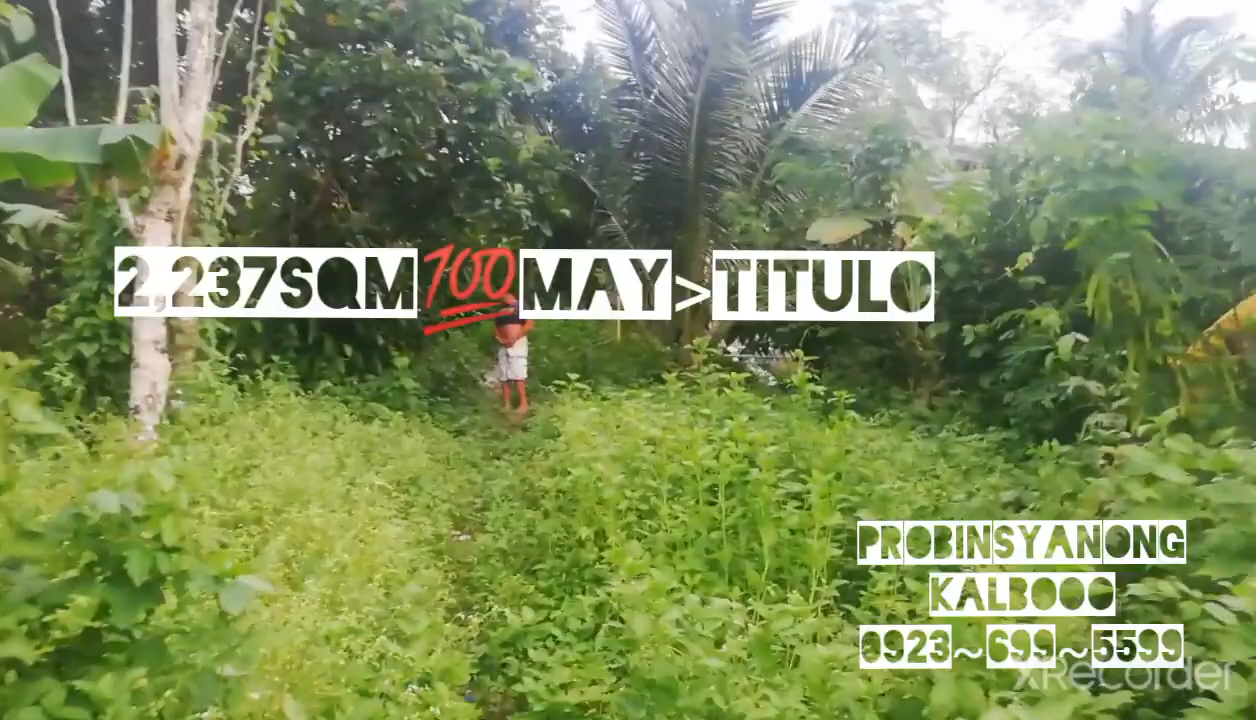 2,237SQM💯MAY>TITULO
PROBINSYANONG
KALBOOO
0923~699~5599
XRecorder